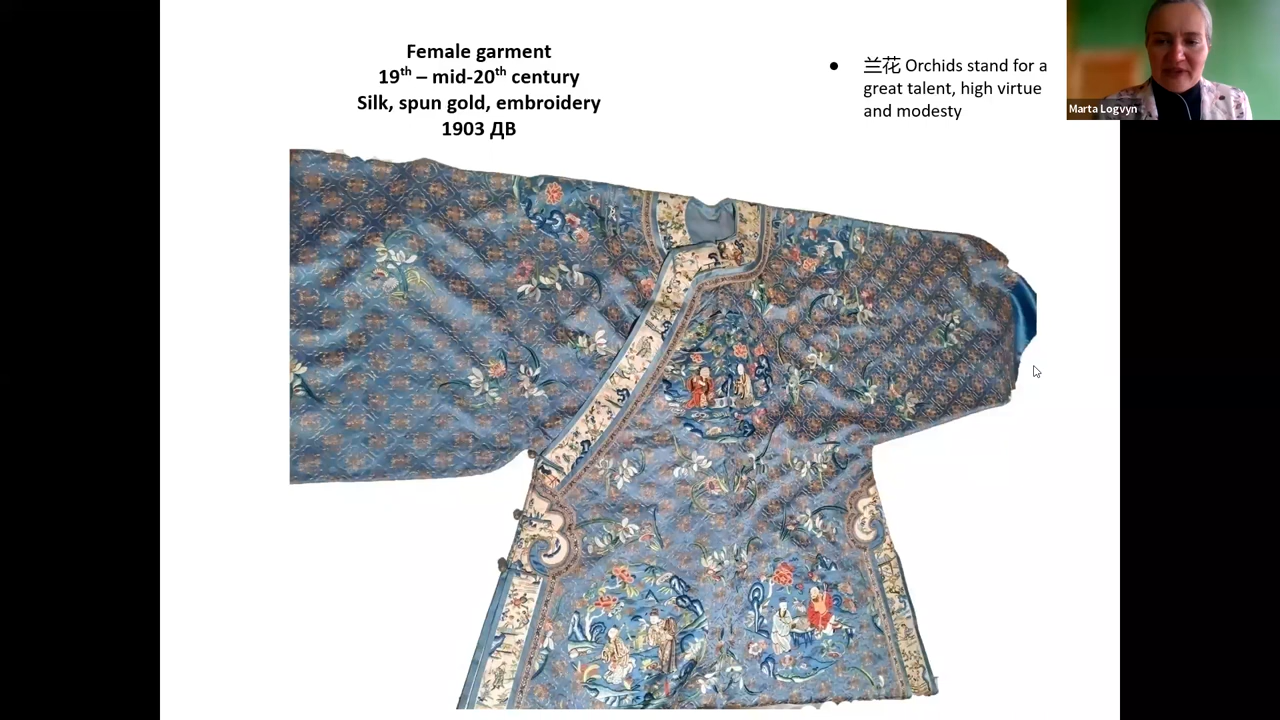 Female garment
19th – mid-20th century
Silk, spun gold, embroidery
1903 ДВ
● 兰花 Orchids stand for a
great talent, high virtue
and modesty
Marta Logvyn